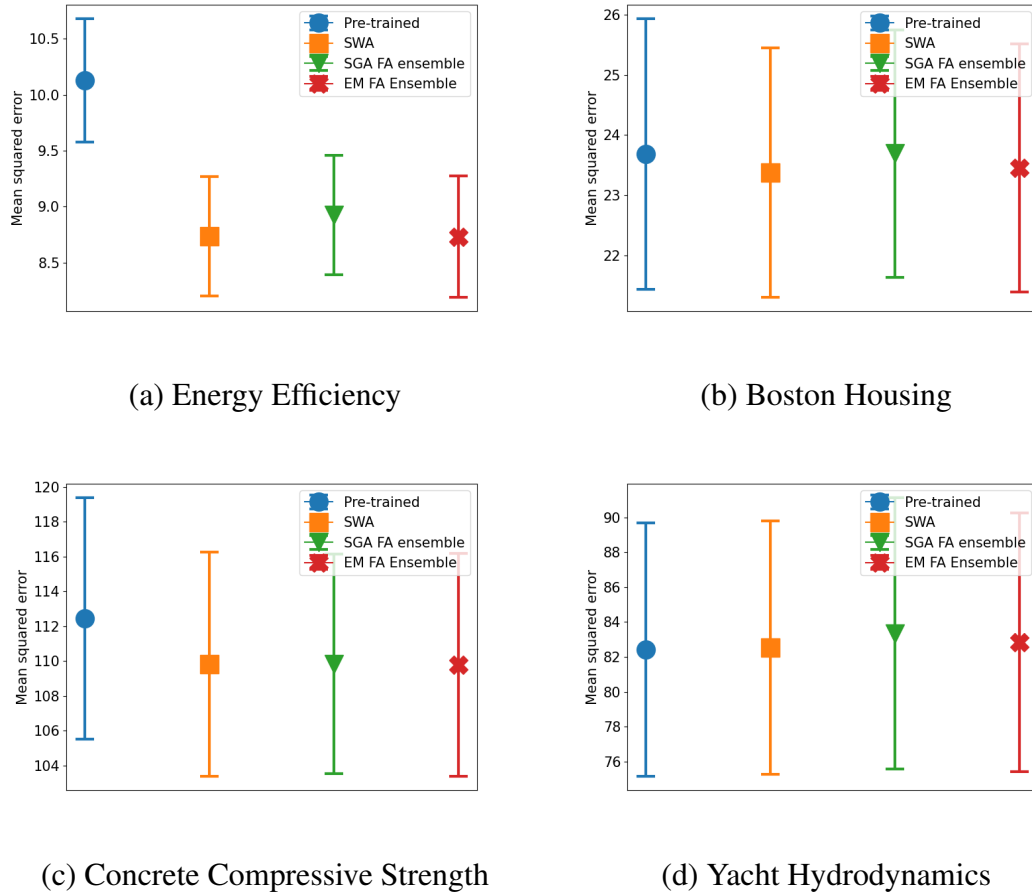 10.5
10.0
9.5
9.0
8.5
Mean squared error
Pre-trained
SWA
SGA FA ensemble
EM FA Ensemble
(a) Energy Efficiency
26
25
24
23
22
Mean squared error
Pre-trained
SWA
SGA FA ensemble
EM FA Ensemble
(b) Boston Housing
120
118
116
114
112
110
108
106
104
Mean squared error
Pre-trained
SWA
SGA FA ensemble
EM FA Ensemble
(c) Concrete Compressive Strength
90
88
86
84
82
80
78
76
Mean squared error
Pre-trained
SWA
SGA FA ensemble
EM FA Ensemble
(d) Yacht Hydrodynamics